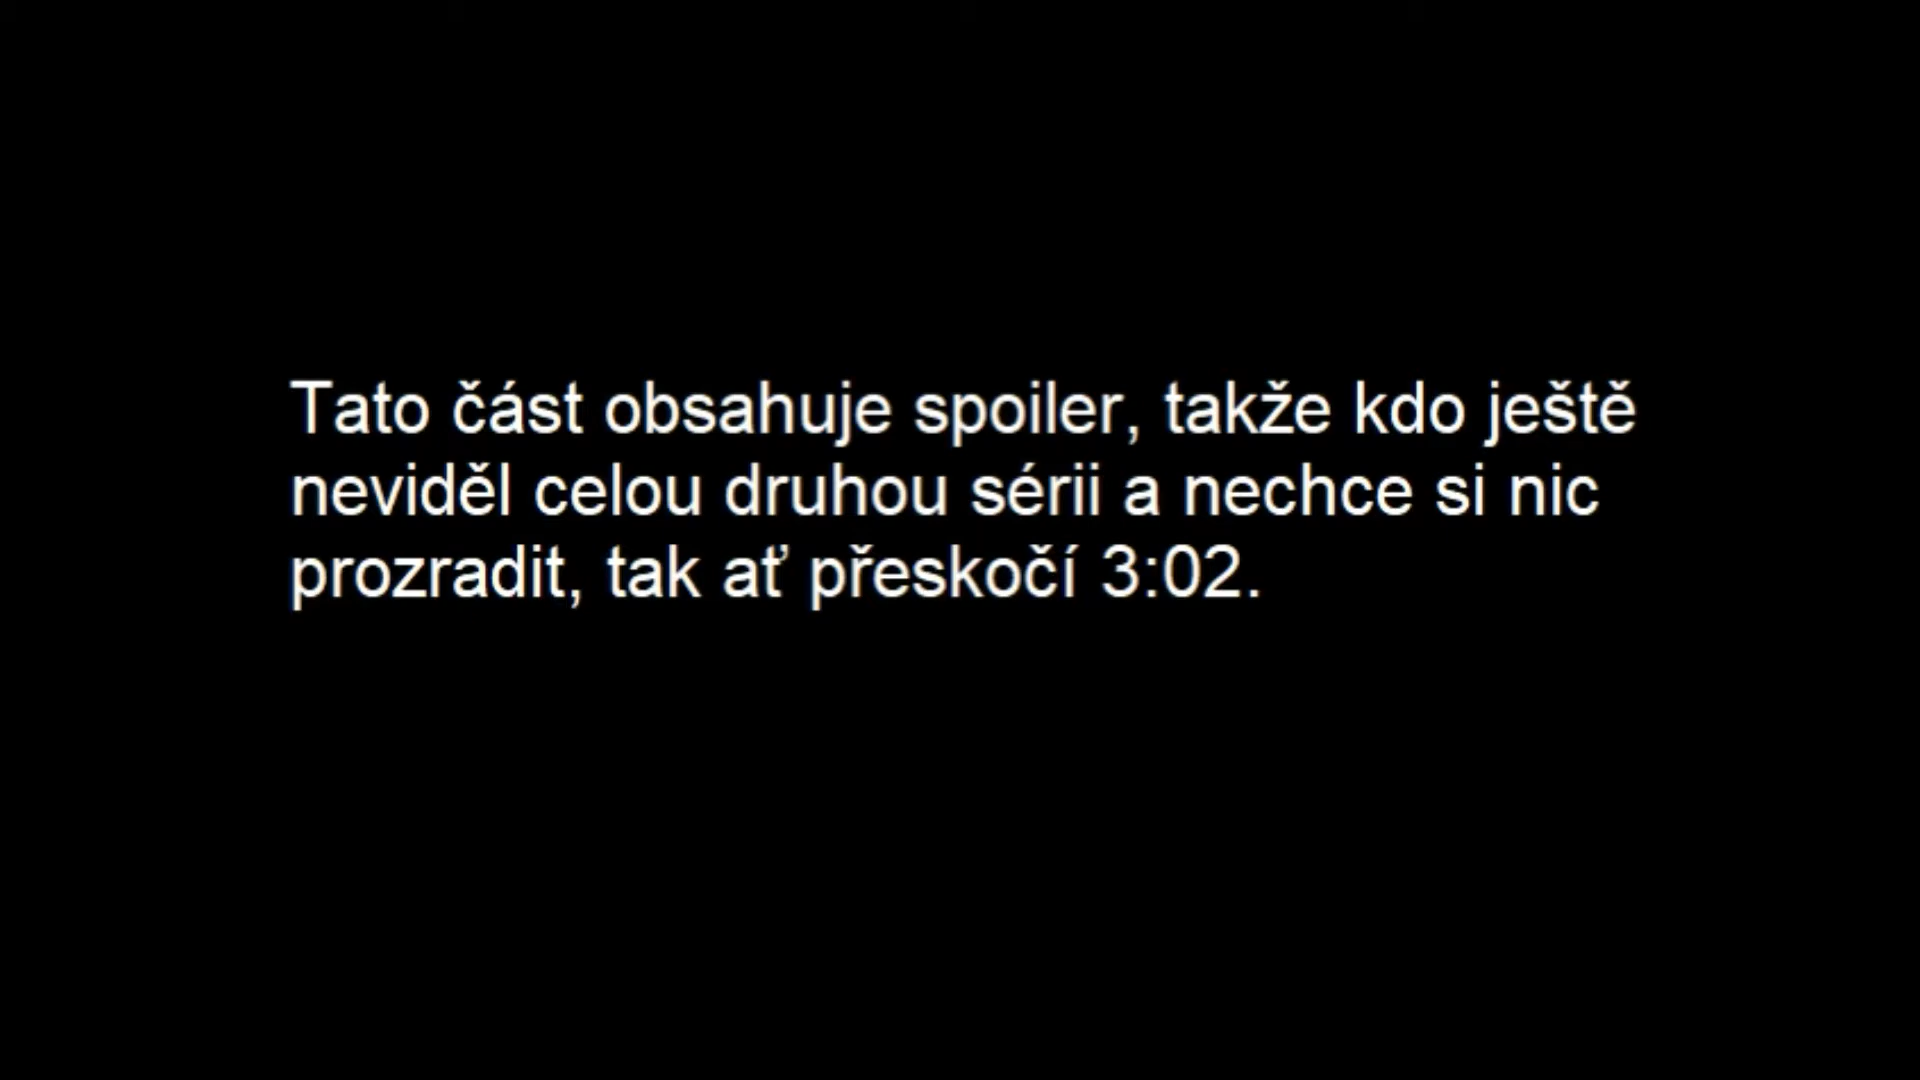 Tato část obsahuje spoiler, takže kdo ještě
neviděl celou druhou sérii a nechce si nic
prozradit, tak ať přeskočí 3:02.